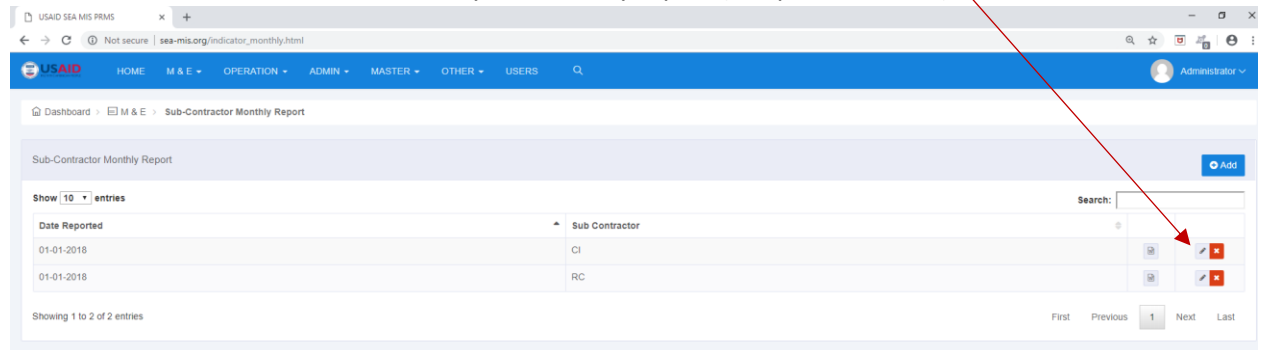 USAID SEA MIS PRMS
Not secure | sea-mis.org/indicator_monthly.html
USAID HOME M & E OPERATION ADMIN MASTER OTHER USERS Administrator
Dashboard > M & E > Sub-Contractor Monthly Report
Sub-Contractor Monthly Report
Add
Show 10 entries Search:
Date Reported Sub Contractor
01-01-2018 CI
01-01-2018 RC
Showing 1 to 2 of 2 entries First Previous 1 Next Last